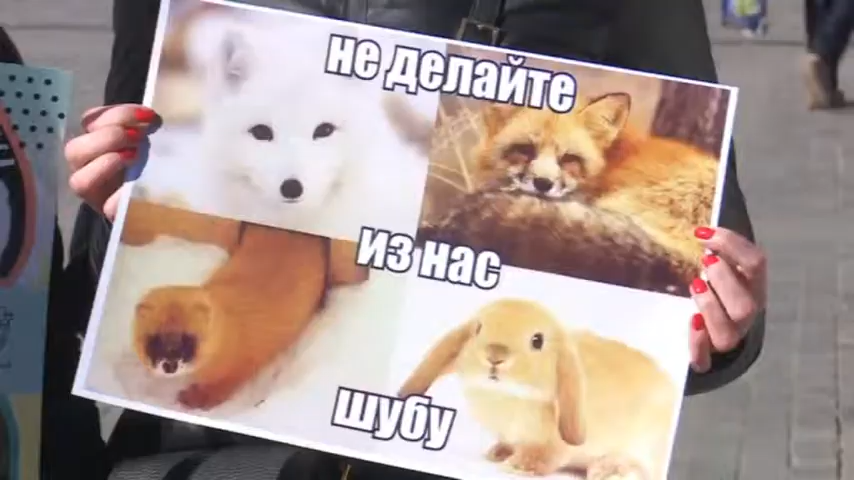 не делайте
из нас
шубу